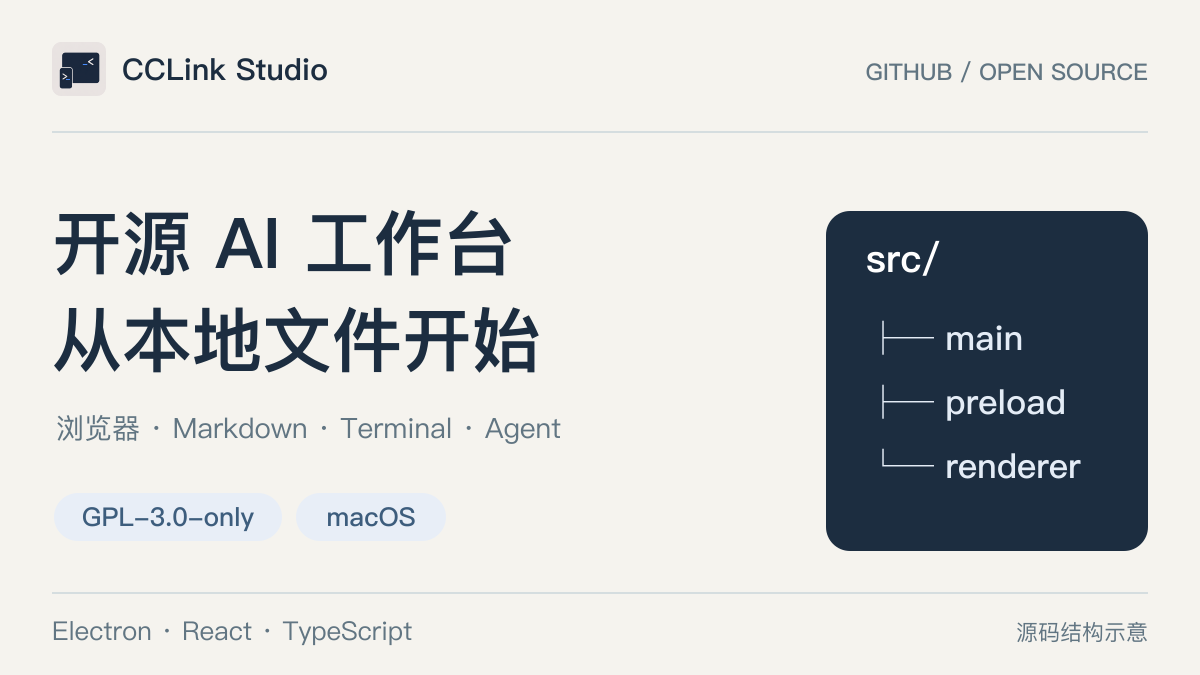 CCLink Studio
GITHUB / OPEN SOURCE
开源 AI 工作台
从本地文件开始
浏览器 · Markdown · Terminal · Agent
GPL–3.0–only
macOS
src/
├── main
├── preload
└── renderer
Electron · React · TypeScript
源码结构示意